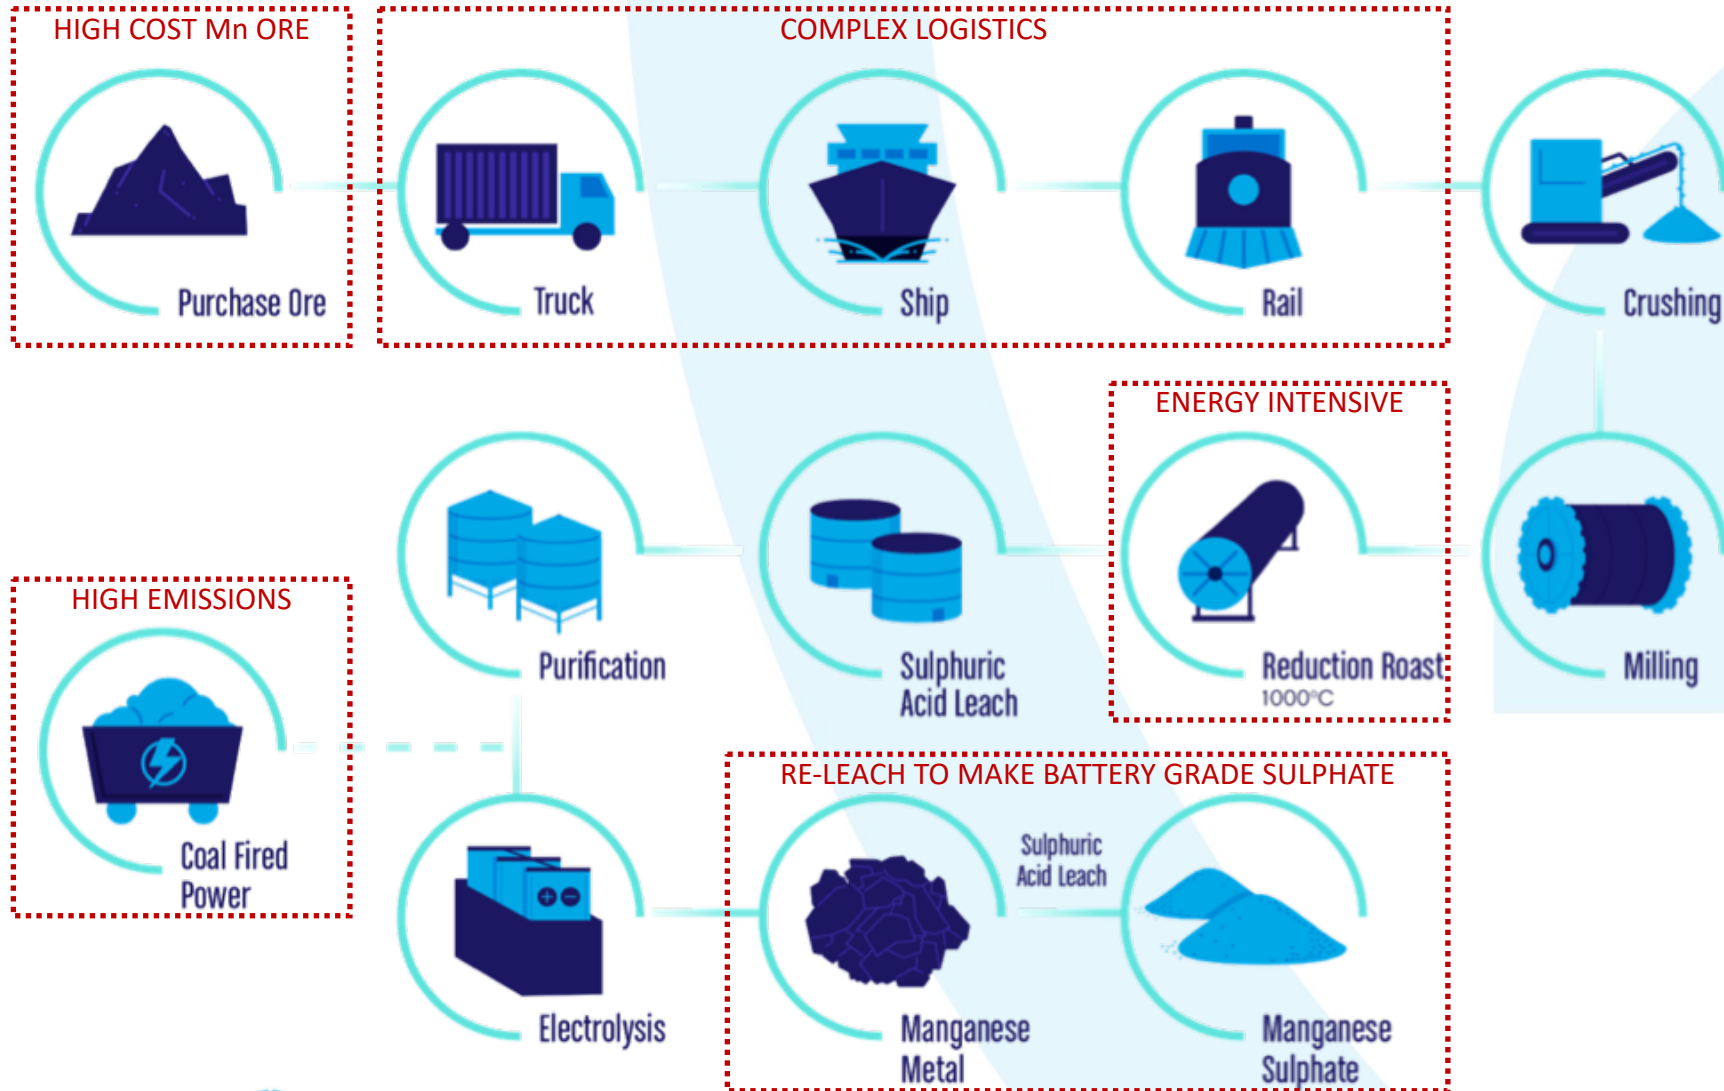 HIGH COST Mn ORE
COMPLEX LOGISTICS
Purchase Ore
Truck
Ship
Rail
Crushing
ENERGY INTENSIVE
Purification
Sulphuric
Acid Leach
Reduction Roast
1000°C
Milling
HIGH EMISSIONS
Coal Fired
Power
RE-LEACH TO MAKE BATTERY GRADE SULPHATE
Electrolysis
Manganese
Metal
Sulphuric
Acid Leach
Manganese
Sulphate